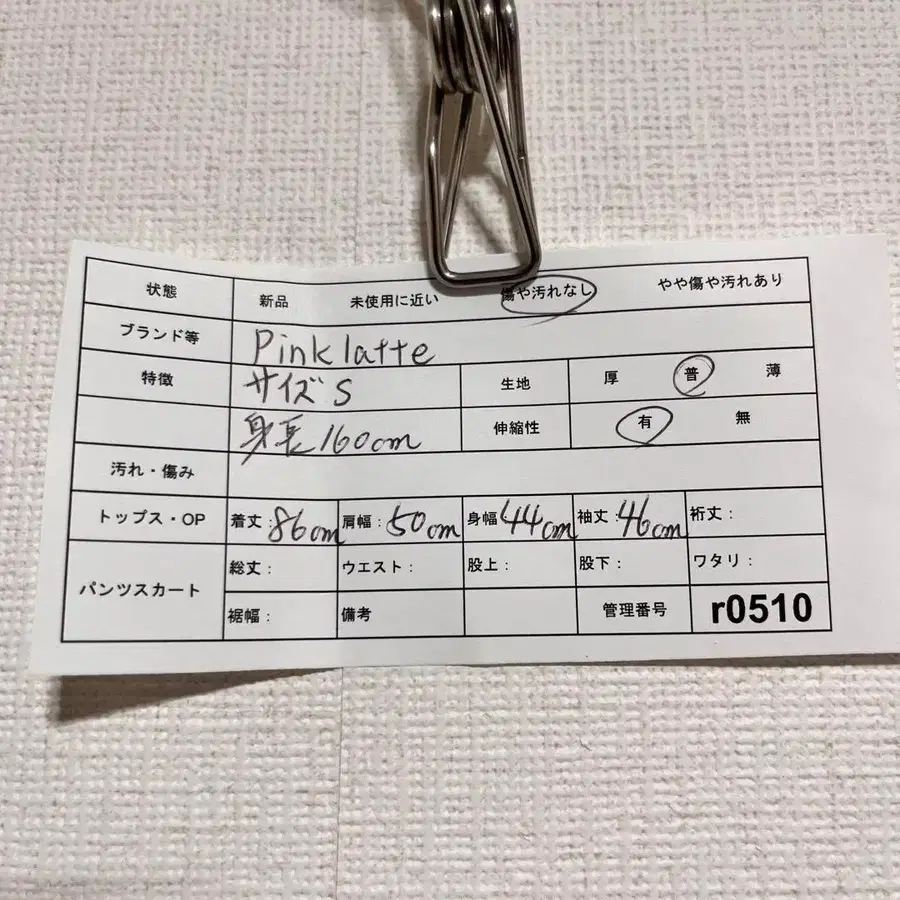 状態 新品 未使用に近い 傷や汚れなし やや傷や汚れあり
ブランド等 Pink latte
特徴 サイズS 生地 厚 普 薄
身長160cm 伸縮性 有 無
汚れ・傷み
トップス・OP 着丈:86cm 肩幅:50cm 身幅44cm 袖丈:46cm 裄丈:
パンツスカート 総丈: ウエスト: 股上: 股下: ワタリ:
裾幅: 備考 管理番号 r0510